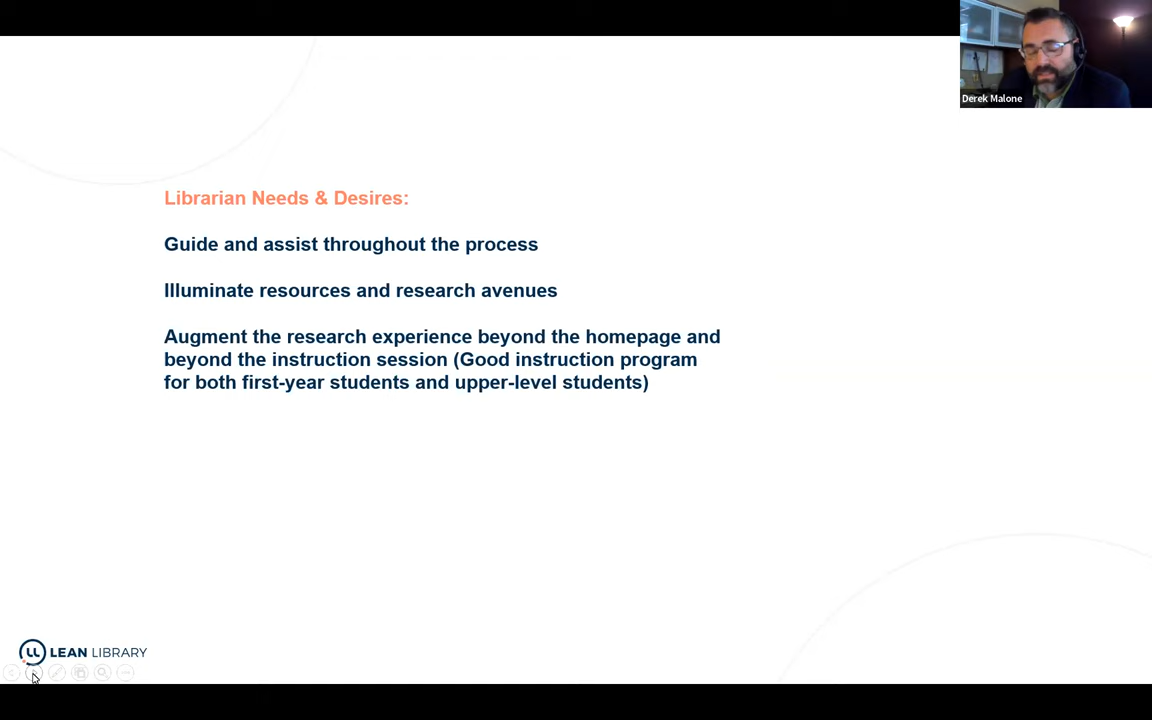 Derek Malone
Librarian Needs & Desires:
Guide and assist throughout the process
Illuminate resources and research avenues
Augment the research experience beyond the homepage and
beyond the instruction session (Good instruction program
for both first-year students and upper-level students)
LL LEAN LIBRARY